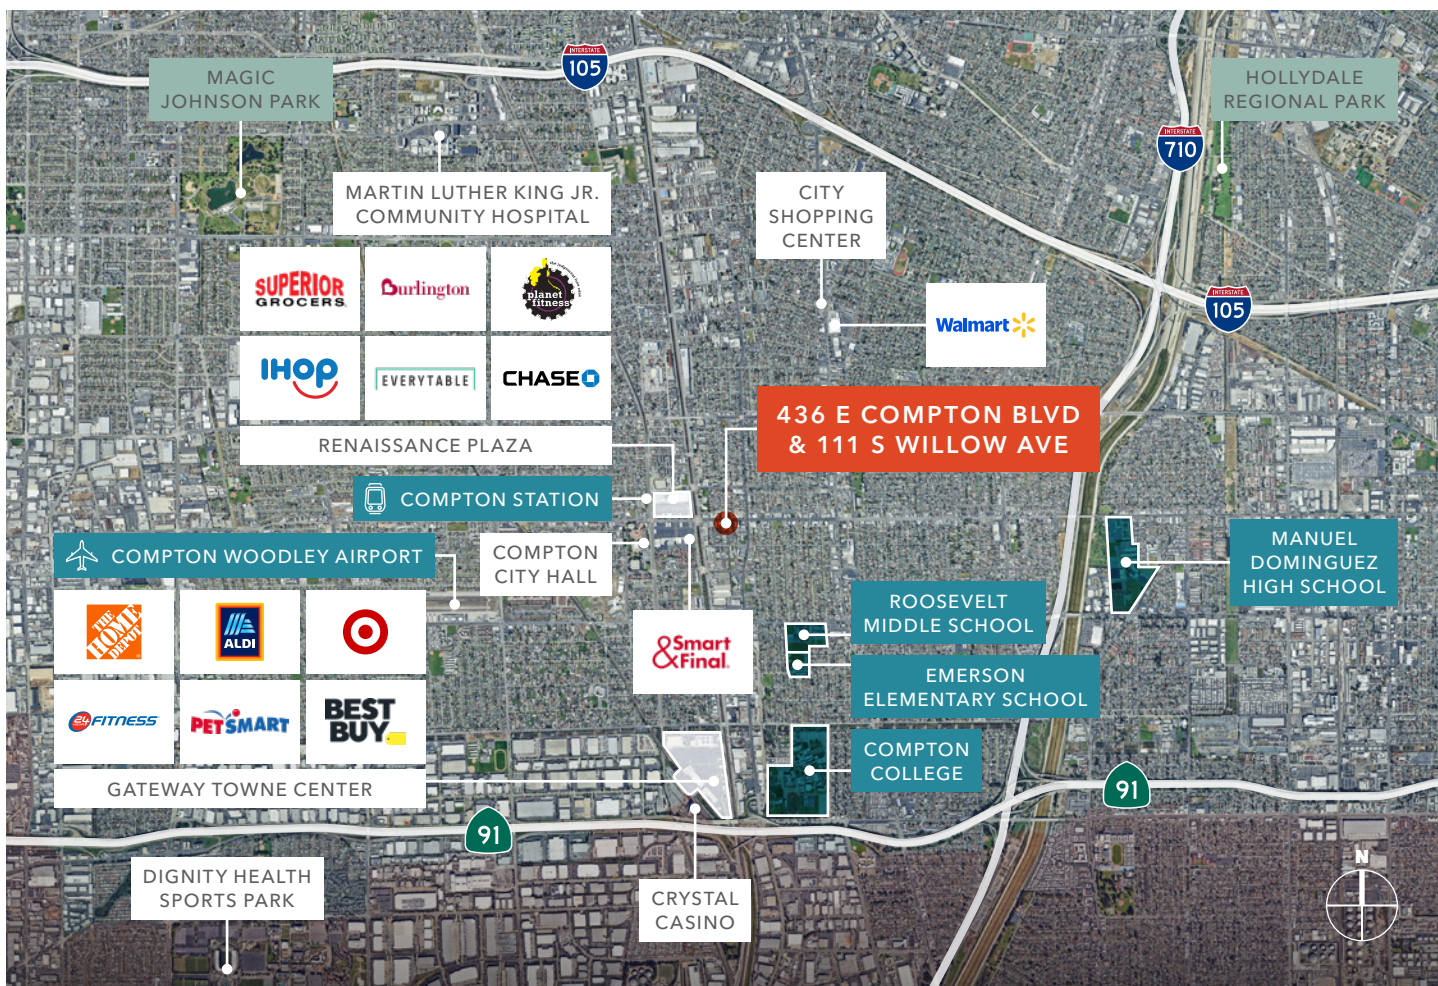 INTERSTATE
105
MAGIC
JOHNSON PARK
HOLLYDALE
REGIONAL PARK
INTERSTATE
710
MARTIN LUTHER KING JR.
COMMUNITY HOSPITAL
CITY
SHOPPING
CENTER
SUPERIOR
GROCERS
Burlington
planet
fitness
INTERSTATE
105
Walmart
IHOP
EVERYTABLE
CHASE
436 E COMPTON BLVD
& 111 S WILLOW AVE
RENAISSANCE PLAZA
COMPTON STATION
COMPTON
CITY HALL
COMPTON WOODLEY AIRPORT
MANUEL
DOMINGUEZ
HIGH SCHOOL
THE
HOME
DEPOT
ALDI
ROOSEVELT
MIDDLE SCHOOL
&Smart
Final.
EMERSON
ELEMENTARY SCHOOL
24
FITNESS
PETSMART
BEST
BUY
COMPTON
COLLEGE
GATEWAY TOWNE CENTER
91
91
DIGNITY HEALTH
SPORTS PARK
CRYSTAL
CASINO
N